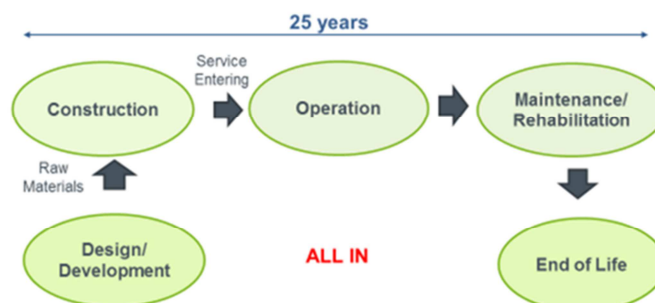 25 years
Service
Entering
Construction
Operation
Maintenance/
Rehabilitation
Raw
Materials
Design/
Development
ALL IN
End of Life